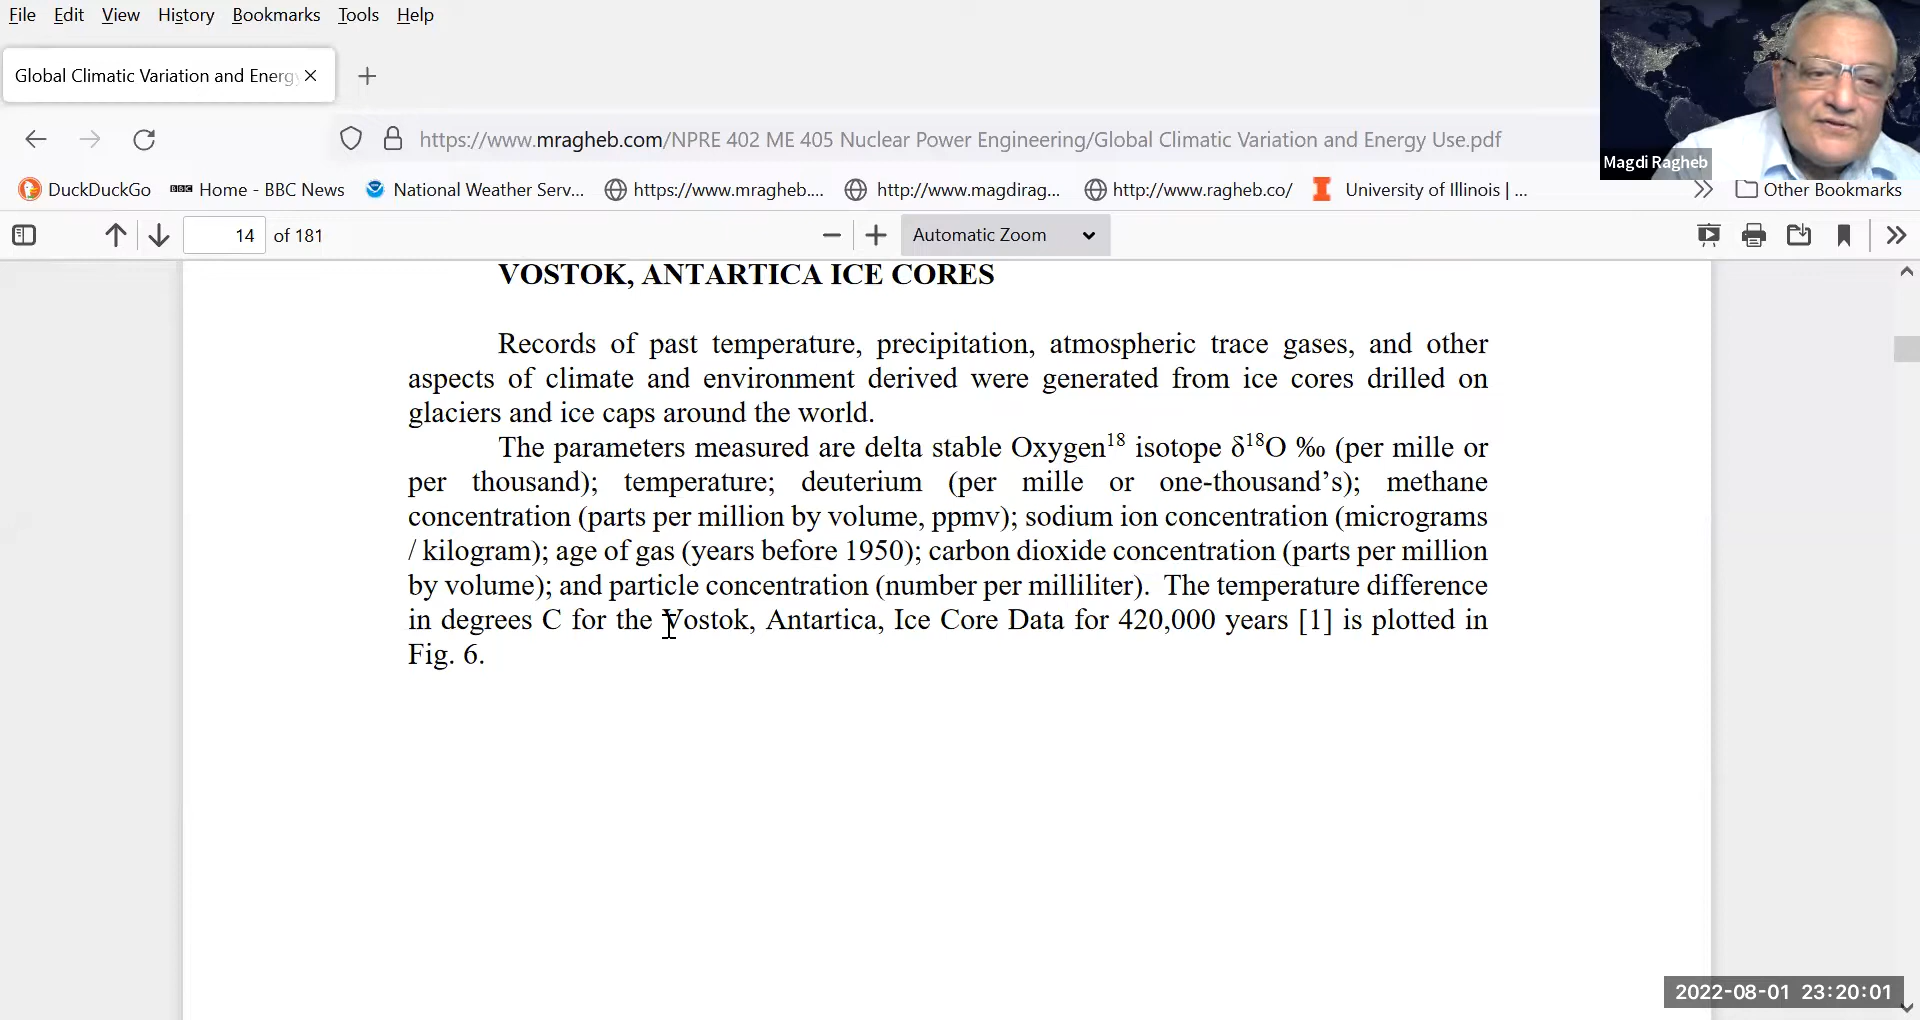 File Edit View History Bookmarks Tools Help
Global Climatic Variation and Energ
https://www.mragheb.com/NPRE 402 ME 405 Nuclear Power Engineering/Global Climatic Variation and Energy Use.pdf
Magdi Ragheb
DuckDuckGo BBC Home - BBC News National Weather Serv... https://www.mragheb.... http://www.magdirag... http://www.ragheb.co/ University of Illinois | ... Other Bookmarks
14 of 181 Automatic Zoom
VOSTOK, ANTARTICA ICE CORES
Records of past temperature, precipitation, atmospheric trace gases, and other
aspects of climate and environment derived were generated from ice cores drilled on
glaciers and ice caps around the world.
The parameters measured are delta stable Oxygen¹⁸ isotope δ¹⁸O ‰ (per mille or
per thousand); temperature; deuterium (per mille or one-thousand’s); methane
concentration (parts per million by volume, ppmv); sodium ion concentration (micrograms
/ kilogram); age of gas (years before 1950); carbon dioxide concentration (parts per million
by volume); and particle concentration (number per milliliter). The temperature difference
in degrees C for the Vostok, Antartica, Ice Core Data for 420,000 years [1] is plotted in
Fig. 6.
2022-08-01 23:20:01